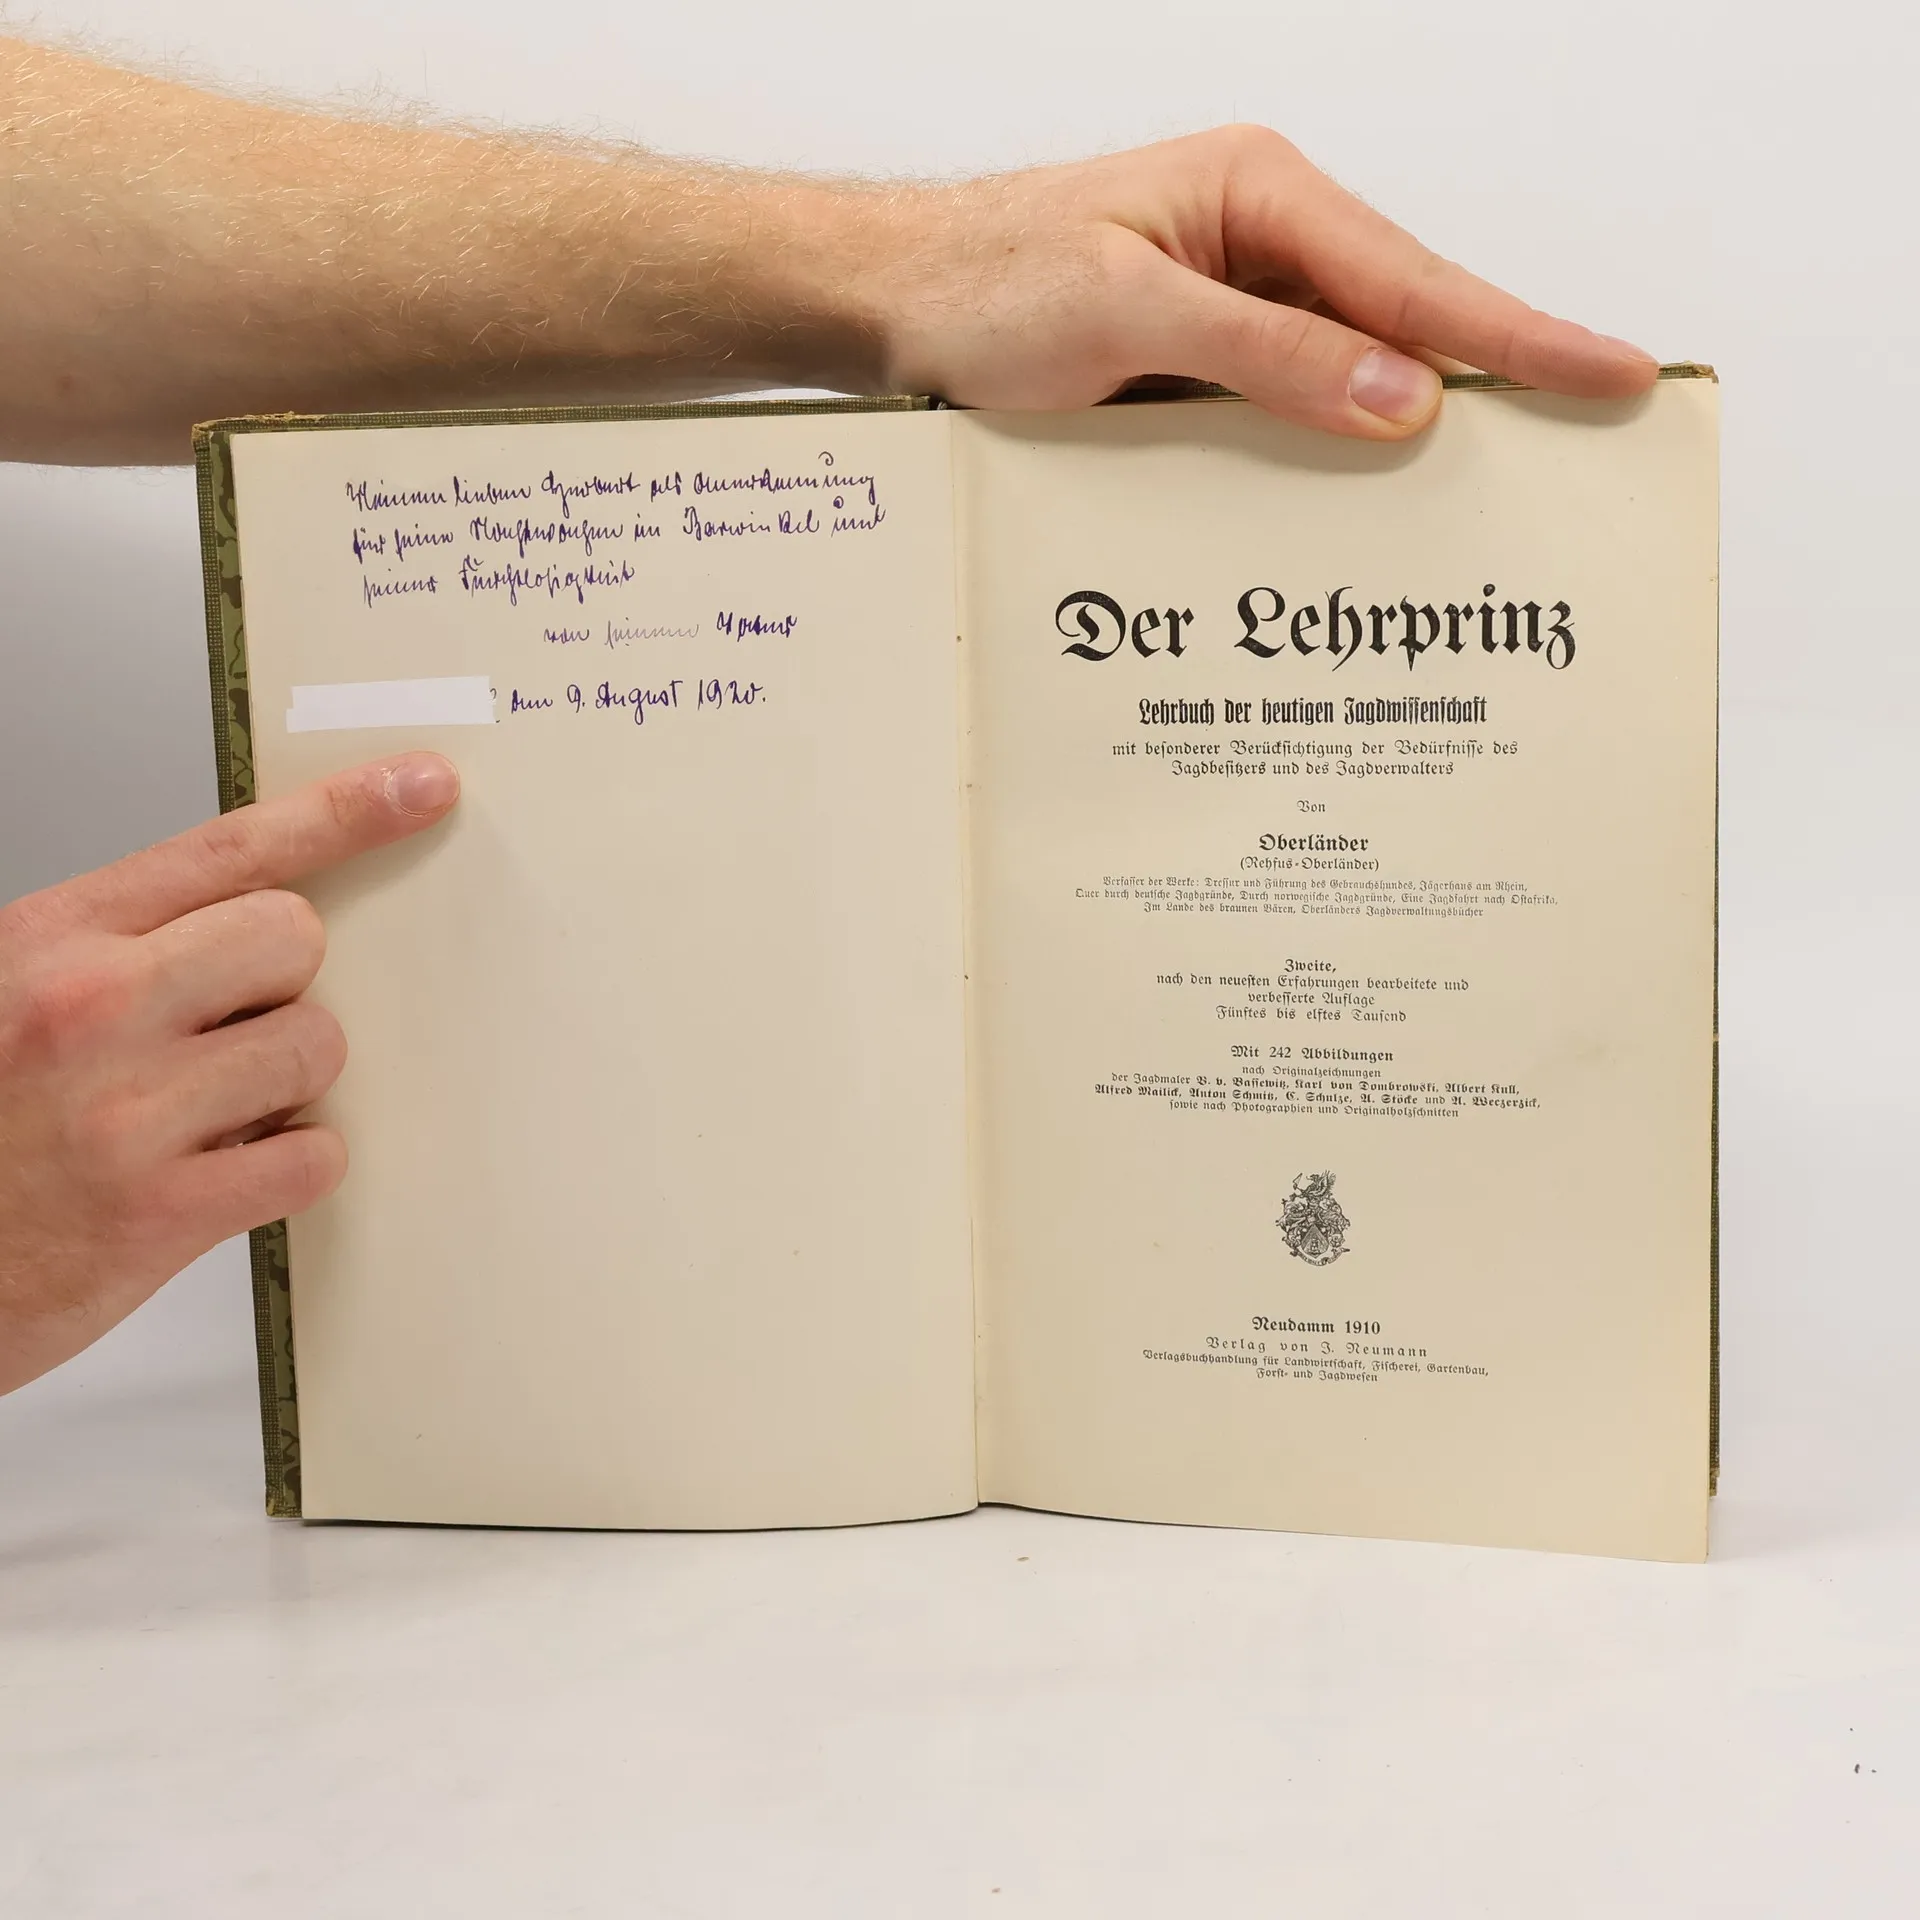 Meinem lieben Herbert als Anerkennung
für seine Nachtwachen im Barwinkel und
seiner Furchtlosigkeit
von seinem Vater
den 9. August 1920.
Der Lehrprinz
Lehrbuch der heutigen Jagdwissenschaft
mit besonderer Berücksichtigung der Bedürfnisse des
Jagdbesitzers und des Jagdverwalters
Von
Oberländer
(Rehfus-Oberländer)
Verfasser der Werke: Dressur und Führung des Gebrauchshundes, Jägerhaus am Rhein,
Quer durch deutsche Jagdgründe, Durch norwegische Jagdgründe, Eine Jagdfahrt nach Ostafrika,
Im Lande des braunen Bären, Oberländers Jagdverwaltungsbücher
Zweite,
nach den neuesten Erfahrungen bearbeitete und
verbesserte Auflage
Fünftes bis elftes Tausend
Mit 242 Abbildungen
nach Originalzeichnungen
der Jagdmaler B. v. Bassewitz, Karl von Dombrowski, Albert Kull,
Alfred Mailick, Anton Schmitz, C. Schulze, A. Stöcke und A. Weczerzick,
sowie nach Photographien und Originalholzschnitten
Neudamm 1910
Verlag von J. Neumann
Verlagsbuchhandlung für Landwirtschaft, Fischerei, Gartenbau,
Forst- und Jagdwesen